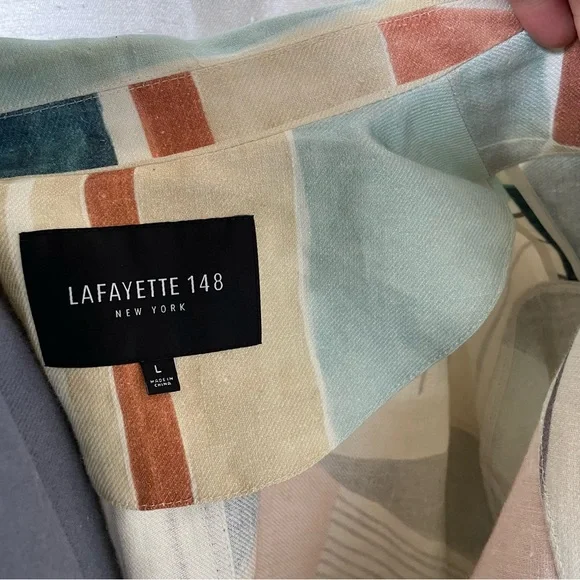 LAFAYETTE 148
NEW YORK
L
MADE IN
CHINA